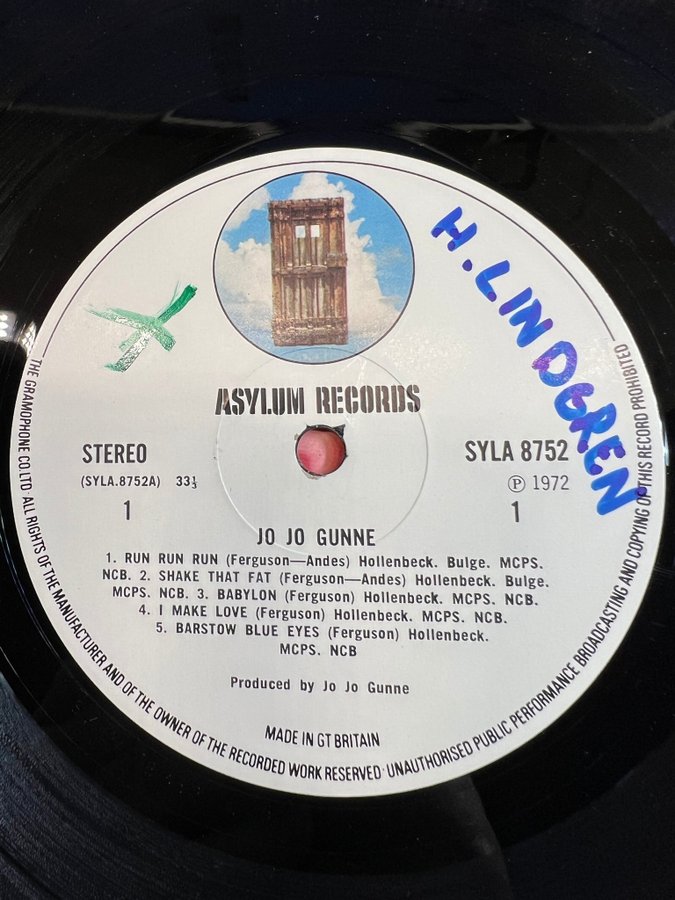 H. LINDGREN
ASYLUM RECORDS
STEREO
(SYLA.8752A) 33⅓
1
SYLA 8752
Ⓟ 1972
1
JO JO GUNNE
1. RUN RUN RUN (Ferguson—Andes) Hollenbeck. Bulge. MCPS.
NCB. 2. SHAKE THAT FAT (Ferguson—Andes) Hollenbeck. Bulge.
MCPS. NCB. 3. BABYLON (Ferguson) Hollenbeck. MCPS. NCB.
4. I MAKE LOVE (Ferguson) Hollenbeck. MCPS. NCB.
5. BARSTOW BLUE EYES (Ferguson) Hollenbeck.
MCPS. NCB
Produced by Jo Jo Gunne
MADE IN GT BRITAIN
THE GRAMOPHONE CO LTD ALL RIGHTS OF THE MANUFACTURER AND OF THE OWNER OF THE RECORDED WORK RESERVED UNAUTHORISED PUBLIC PERFORMANCE BROADCASTING AND COPYING OF THIS RECORD PROHIBITED